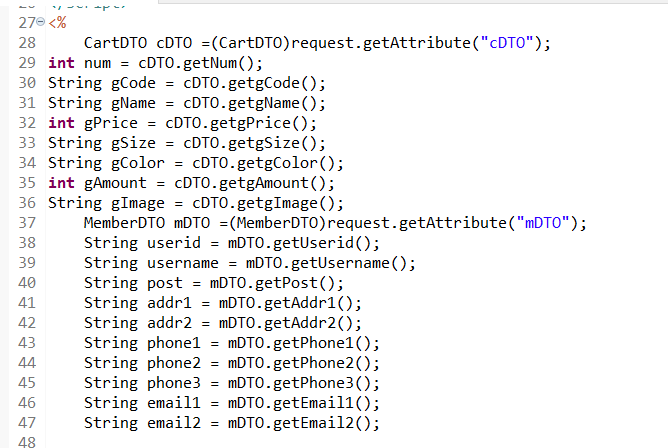 27 <%
28 CartDTO cDTO =(CartDTO)request.getAttribute("cDTO");
29 int num = cDTO.getNum();
30 String gCode = cDTO.getgCode();
31 String gName = cDTO.getgName();
32 int gPrice = cDTO.getgPrice();
33 String gSize = cDTO.getgSize();
34 String gColor = cDTO.getgColor();
35 int gAmount = cDTO.getgAmount();
36 String gImage = cDTO.getgImage();
37 MemberDTO mDTO =(MemberDTO)request.getAttribute("mDTO");
38 String userid = mDTO.getUserid();
39 String username = mDTO.getUsername();
40 String post = mDTO.getPost();
41 String addr1 = mDTO.getAddr1();
42 String addr2 = mDTO.getAddr2();
43 String phone1 = mDTO.getPhone1();
44 String phone2 = mDTO.getPhone2();
45 String phone3 = mDTO.getPhone3();
46 String email1 = mDTO.getEmail1();
47 String email2 = mDTO.getEmail2();
48